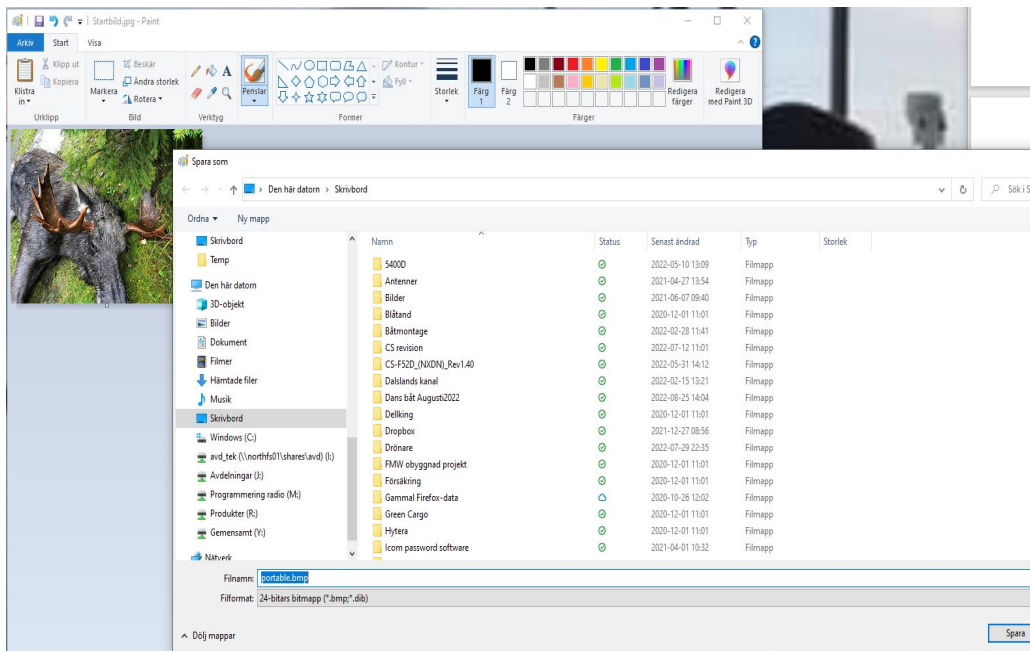 Startbild.jpg - Paint
Arkiv Start Visa
Klistra in
Klipp ut
Kopiera
Urklipp
Markera
Beskär
Ändra storlek
Rotera
Bild
A
Verktyg
Penslar
Kontur
Fyll
Former
Storlek
Färg 1
Färg 2
Redigera färger
Färger
Redigera med Paint 3D
Spara som
Den här datorn > Skrivbord
Sök i S
Ordna Ny mapp
Skrivbord
Temp
Den här datorn
3D-objekt
Bilder
Dokument
Filmer
Hämtade filer
Musik
Skrivbord
Windows (C:)
avd_tek (\\northfs01\shares\avd) (I:)
Avdelningar (J:)
Programmering radio (M:)
Produkter (R:)
Gemensamt (Y:)
Nätverk
Namn Status Senast ändrad Typ Storlek
5400D 2022-05-10 13:09 Filmapp
Antenner 2021-04-27 13:54 Filmapp
Bilder 2021-06-07 09:40 Filmapp
Blåtand 2020-12-01 11:01 Filmapp
Båtmontage 2022-02-28 11:41 Filmapp
CS revision 2022-07-12 11:01 Filmapp
CS-F52D_(NXDN)_Rev1.40 2022-05-31 14:12 Filmapp
Dalslands kanal 2022-02-15 13:21 Filmapp
Dans båt Augusti2022 2022-08-25 14:04 Filmapp
Dellking 2020-12-01 11:01 Filmapp
Dropbox 2021-12-27 08:56 Filmapp
Drönare 2022-07-29 22:35 Filmapp
FMW obyggnad projekt 2020-12-01 11:01 Filmapp
Försäkring 2020-12-01 11:01 Filmapp
Gammal Firefox-data 2020-10-26 12:02 Filmapp
Green Cargo 2020-12-01 11:01 Filmapp
Hytera 2020-12-01 11:01 Filmapp
Icom password software 2021-04-01 10:32 Filmapp
Filnamn: portable.bmp
Filformat: 24-bitars bitmapp (*.bmp;*.dib)
Dölj mappar
Spara